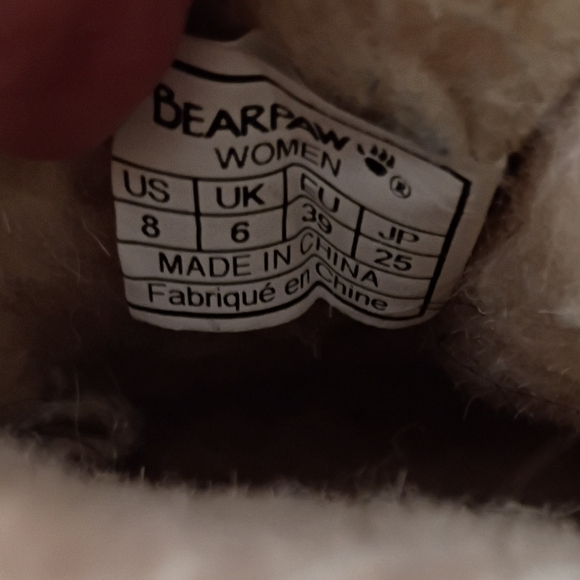 BEARPAW
WOMEN ®
US UK EU JP
8 6 39 25
MADE IN CHINA
Fabriqué en Chine